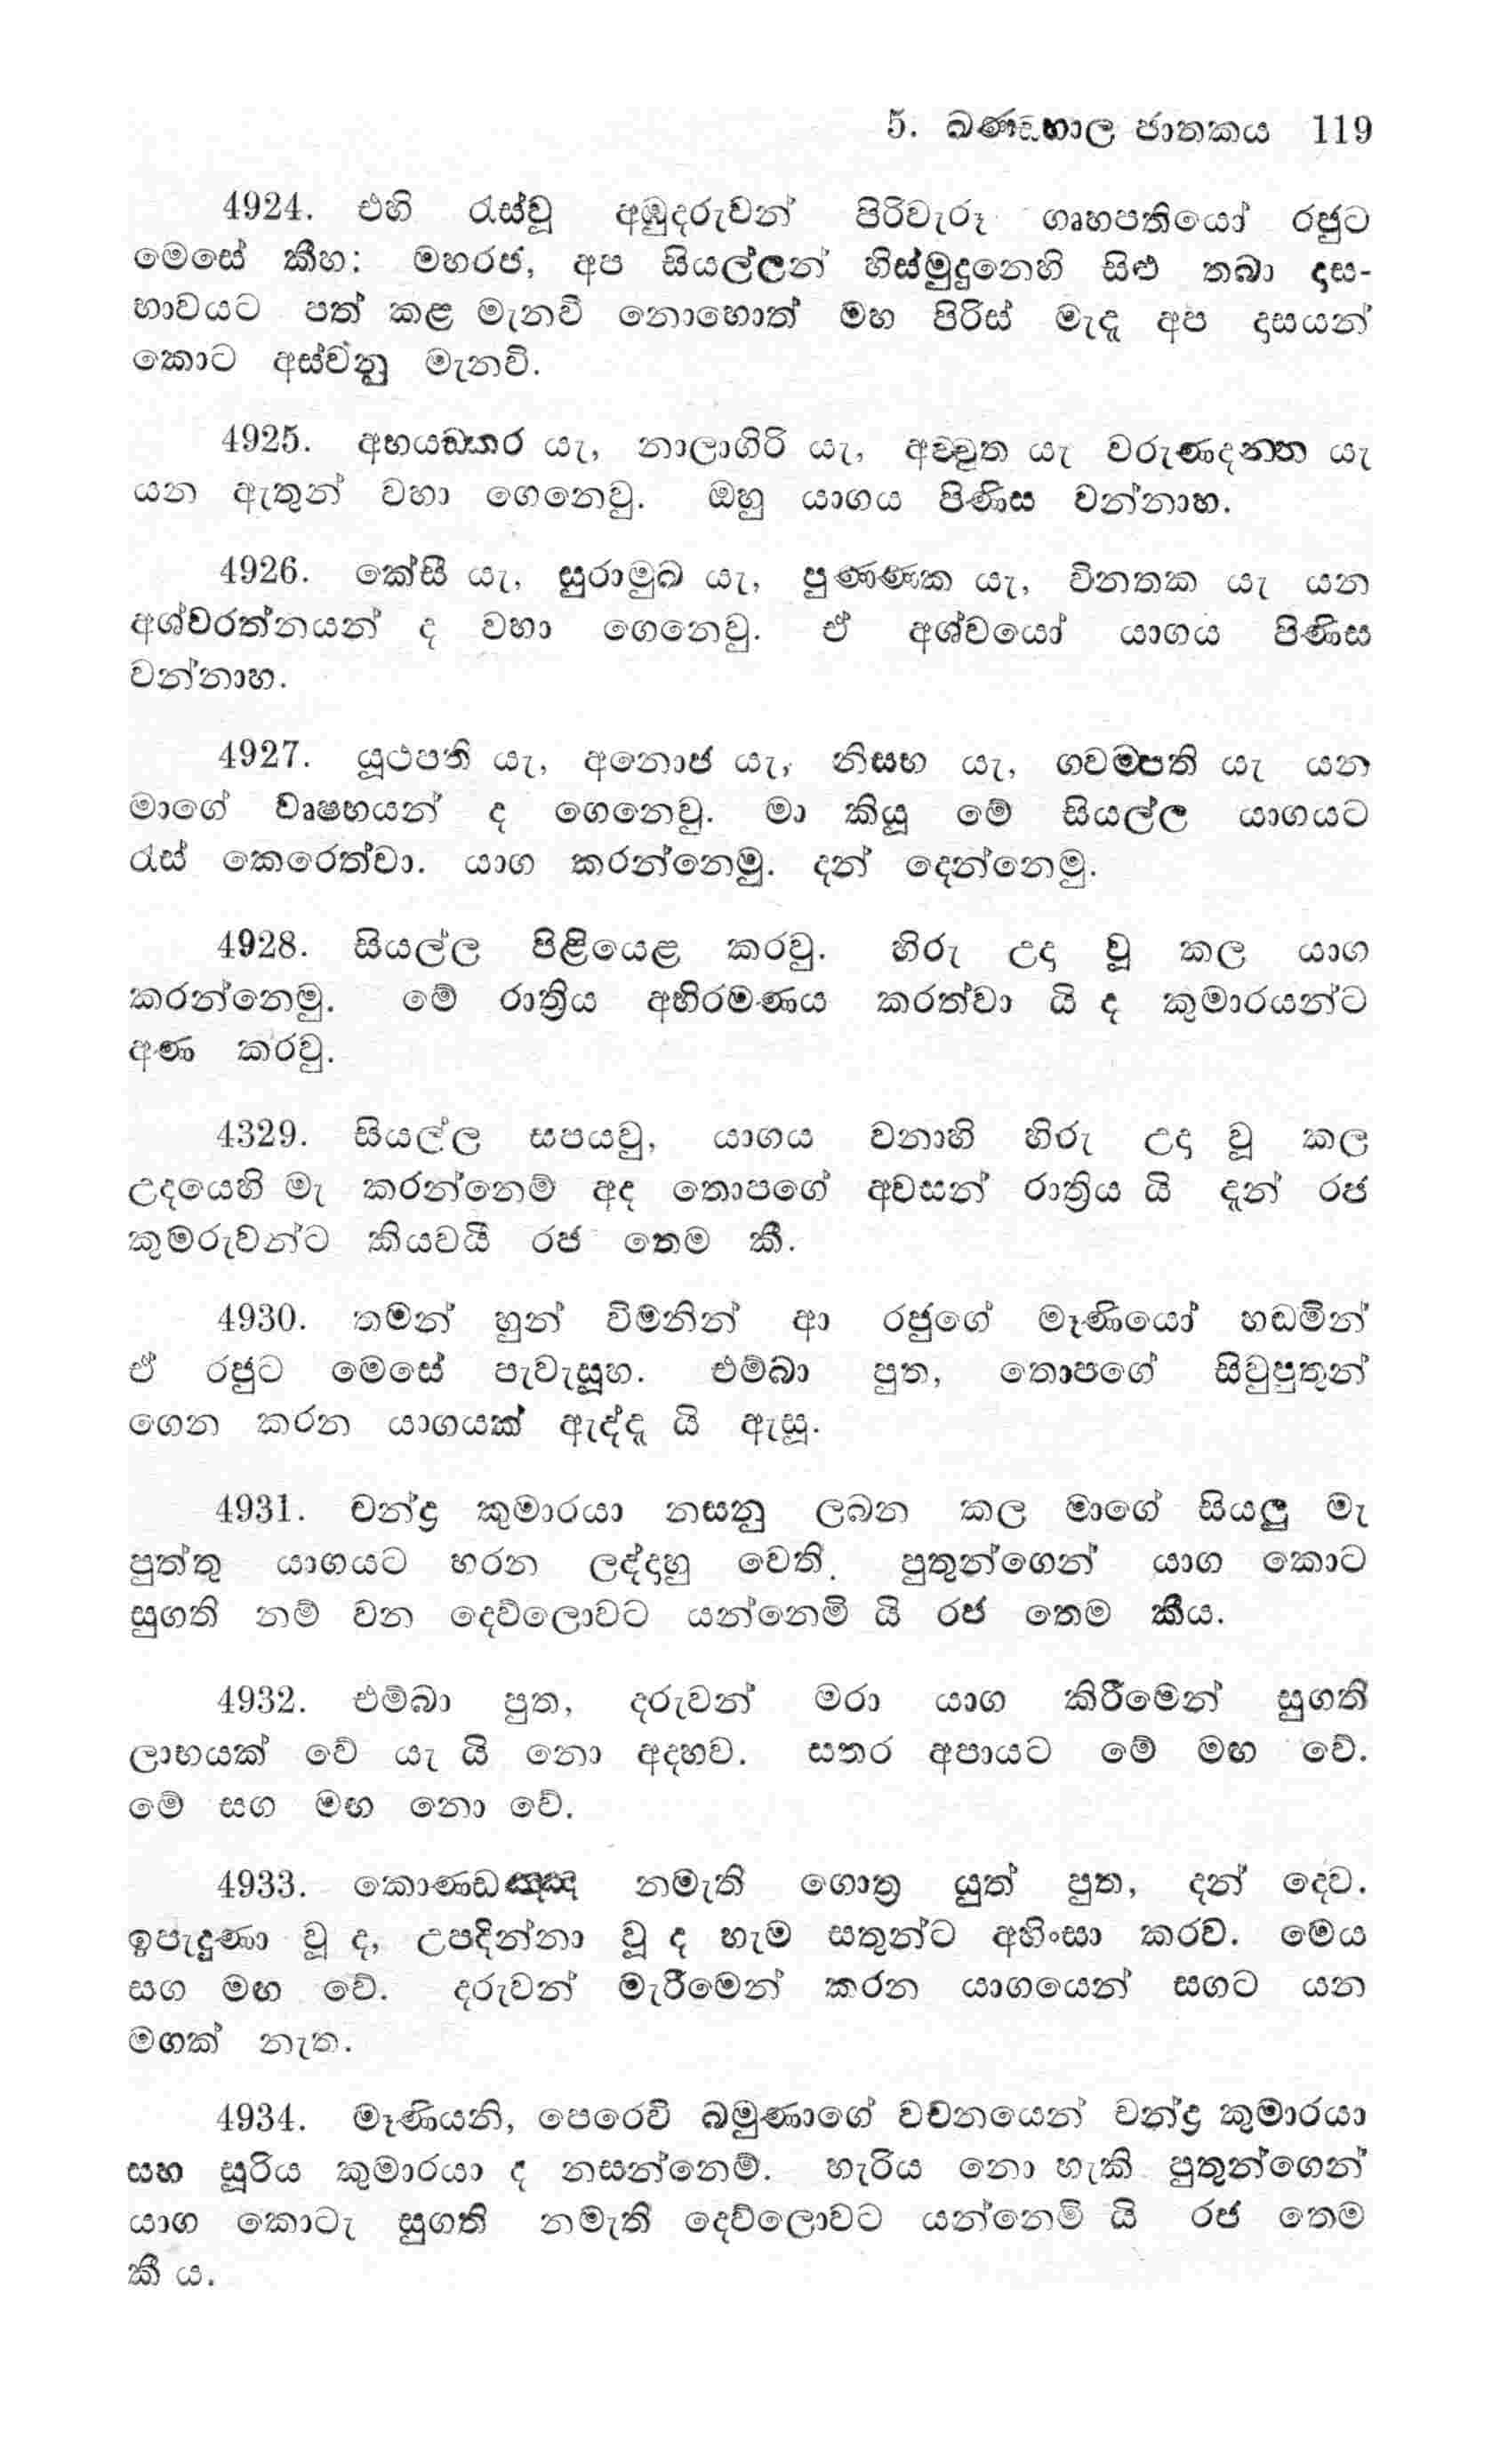 5. ඛණ්ඩහාල ජාතකය 119
4924. එහි රැස්වූ අඹුදරුවන් පිරිවැරූ ගෘහපතියෝ රජුට
මෙසේ කීහ: මහරජ, අප සියල්ලන් හිස්මුදුනෙහි සිළු තබා දාස-
භාවයට පත් කළ මැනවි නොහොත් මහ පිරිස් මැදැ අප දාසයන්
කොට අස්වනු මැනවි.
4925. අභයඞ්කර යැ, නාලාගිරි යැ, අච්චුත යැ වරුණදන්ත යැ
යන ඇතුන් වහා ගෙනෙවු. ඔහු යාගය පිණිස වන්නාහ.
4926. කේසී යැ, සුරාමුඛ යැ, පුණ්ණක යැ, විනතක යැ යන
අශ්වරත්නයන් ද වහා ගෙනෙවු. ඒ අශ්වයෝ යාගය පිණිස
වන්නාහ.
4927. යූථපති යැ, අනොජ යැ, නිසභ යැ, ගවම්පති යැ යන
මාගේ වෘෂභයන් ද ගෙනෙවු. මා කියූ මේ සියල්ල යාගයට
රැස් කෙරෙත්වා. යාග කරන්නෙමු. දන් දෙන්නෙමු.
4928. සියල්ල පිළියෙළ කරවු. හිරු උදා වූ කල යාග
කරන්නෙමු. මේ රාත්‍රිය අභිරමණය කරත්වා යි ද කුමාරයන්ට
අණ කරවු.
4329. සියල්ල සපයවු, යාගය වනාහි හිරු උදා වූ කල
උදයෙහි මැ කරන්නෙම් අද තොපගේ අවසන් රාත්‍රිය යි දැන් රජ
කුමරුවන්ට කියවයී රජ තෙම කී.
4930. තමන් හුන් විමනින් ආ රජුගේ මෑණියෝ හඬමින්
ඒ රජුට මෙසේ පැවැසූහ. එම්බා පුත, තොපගේ සිවුපුතුන්
ගෙන කරන යාගයක් ඇද්දැ යි ඇසූ.
4931. චන්ද්‍ර කුමාරයා නසනු ලබන කල මාගේ සියලු මැ
පුත්තු යාගයට හරන ලද්දාහු වෙති. පුතුන්ගෙන් යාග කොට
සුගති නම් වන දෙව්ලොවට යන්නෙමි යි රජ තෙම කීය.
4932. එම්බා පුත, දරුවන් මරා යාග කිරීමෙන් සුගති
ලාභයක් වේ යැ යි නො අදහව. සතර අපායට මේ මඟ වේ.
මේ සග මඟ නො වේ.
4933. කොණ්ඩඤ්ඤ නමැති ගොත්‍ර යුත් පුත, දන් දෙව.
ඉපැදුණා වූ ද, උපදින්නා වූ ද හැම සතුන්ට අහිංසා කරව. මෙය
සග මඟ වේ. දරුවන් මැරීමෙන් කරන යාගයෙන් සගට යන
මගක් නැත.
4934. මෑණියනි, පෙරෙවි බමුණාගේ වචනයෙන් චන්ද්‍ර කුමාරයා
සහ සූරිය කුමාරයා ද නසන්නෙම්. හැරිය නො හැකි පුතුන්ගෙන්
යාග කොටැ සුගති නමැති දෙව්ලොවට යන්නෙමි යි රජ තෙම
කී ය.